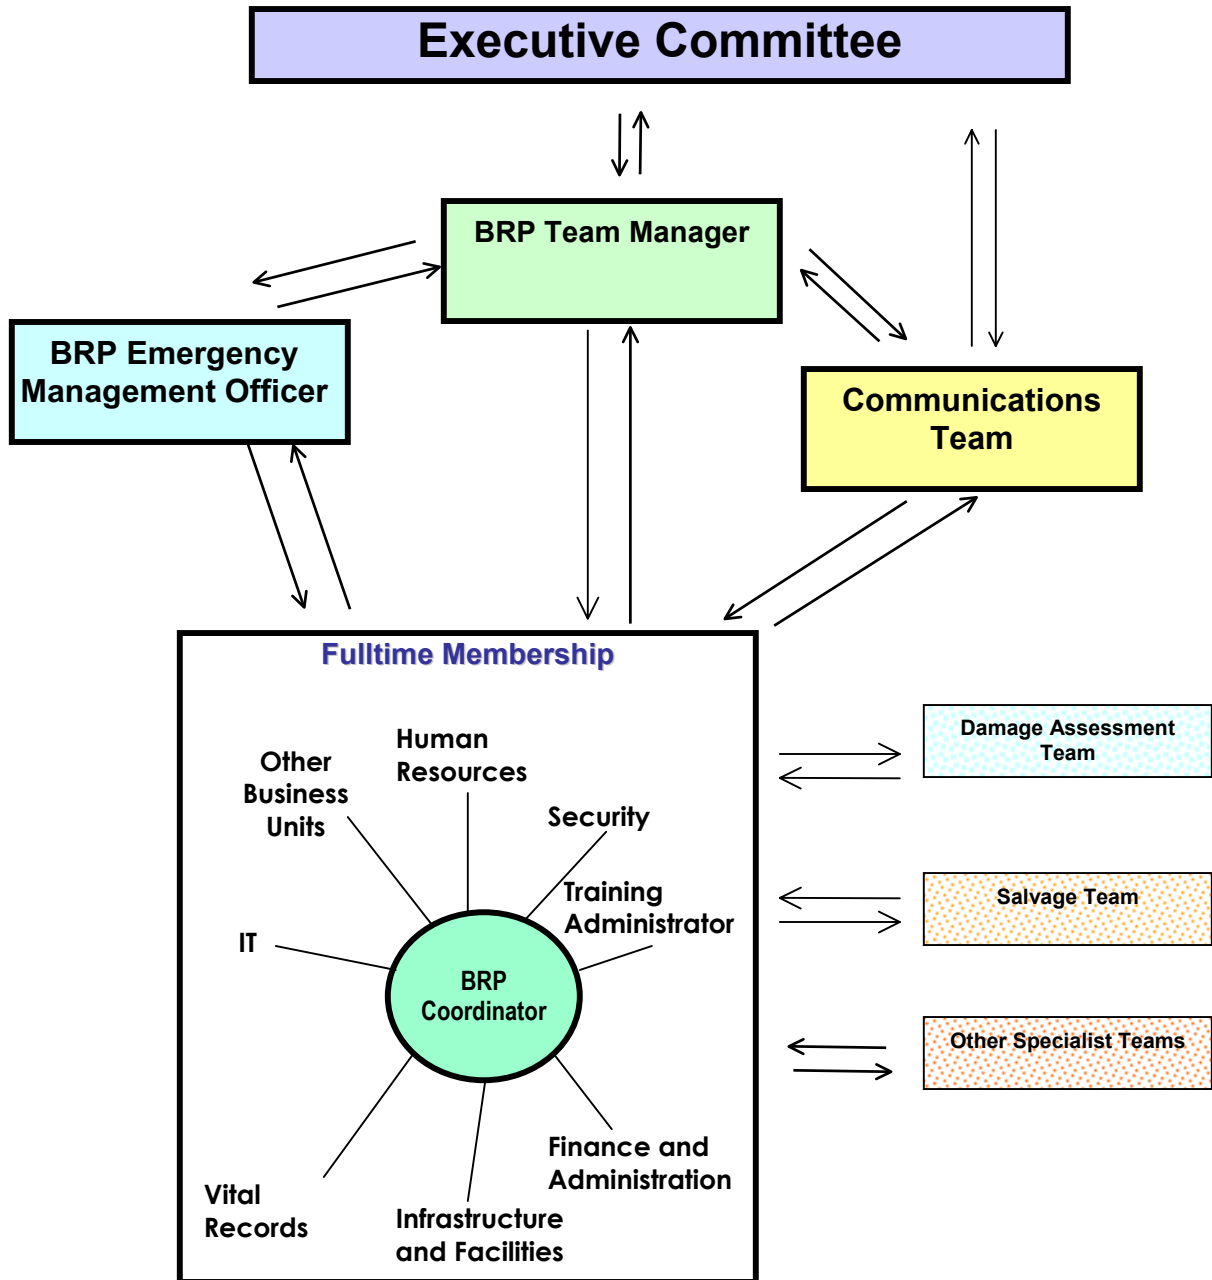 Executive Committee
BRP Team Manager
BRP Emergency
Management Officer
Communications
Team
Fulltime Membership
Human
Resources
Other
Business
Units
Security
Training
Administrator
IT
BRP
Coordinator
Finance and
Administration
Vital
Records
Infrastructure
and Facilities
Damage Assessment
Team
Salvage Team
Other Specialist Teams